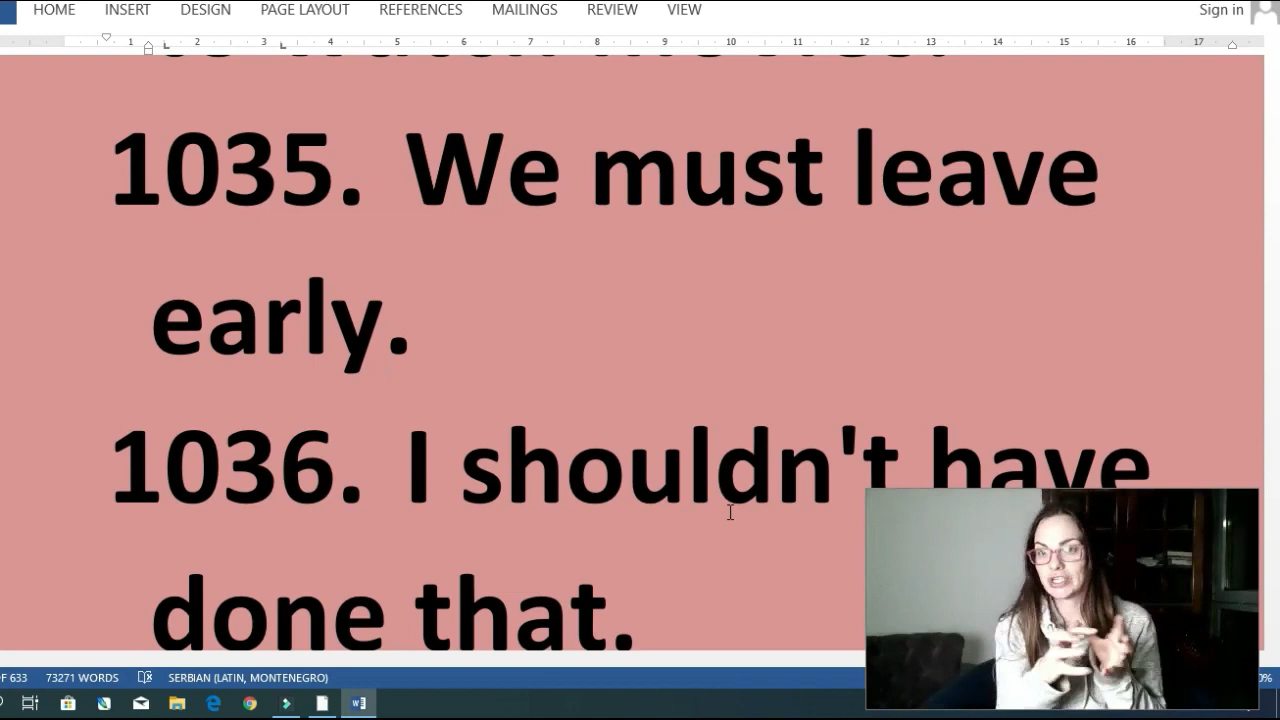 HOME INSERT DESIGN PAGE LAYOUT REFERENCES MAILINGS REVIEW VIEW Sign in
1 2 3 4 5 6 7 8 9 10 11 12 13 14 15 16 17
1035. We must leave
early.
1036. I shouldn't have
done that.
F 633 73271 WORDS SERBIAN (LATIN, MONTENEGRO) 0%